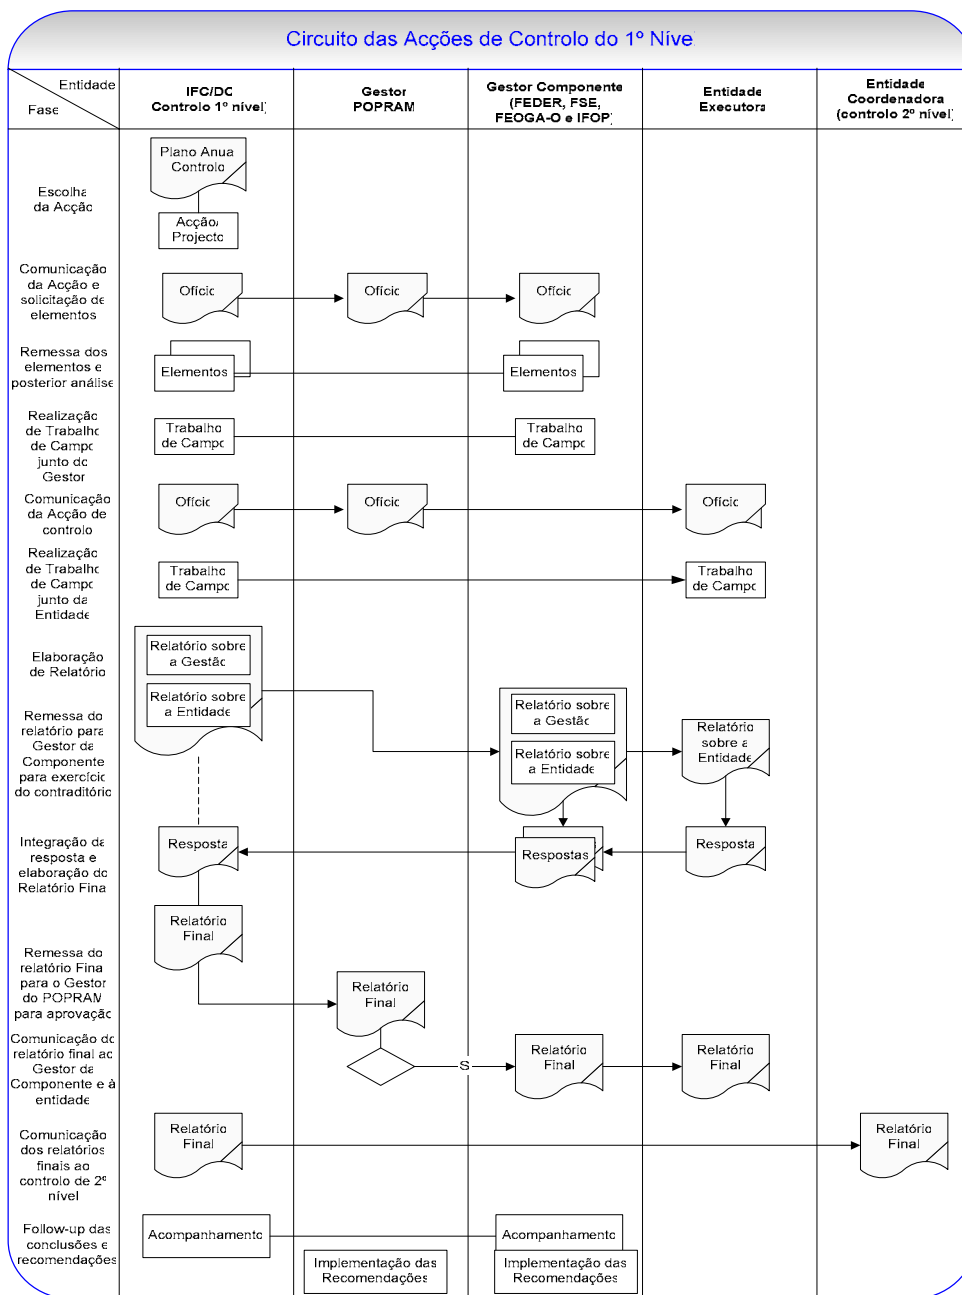 Circuito das Acções de Controlo do 1º Níve
Entidade
Fase
IFC/DC
Controlo 1º nível)
Gestor
POPRAM
Gestor Componente
(FEDER, FSE,
FEOGA-O e IFOP)
Entidade
Executora
Entidade
Coordenadora
(controlo 2º nível)
Escolha
da Acção
Plano Anua
Controlo
Acção/
Projecto
Comunicação
da Acção e
solicitação de
elementos
Ofício
Ofício
Ofício
Remessa dos
elementos e
posterior análise
Elementos
Elementos
Realização
de Trabalho
de Campo
junto do
Gestor
Trabalho
de Campo
Trabalho
de Campo
Comunicação
da Acção de
controlo
Ofício
Ofício
Ofício
Realização
de Trabalho
de Campo
junto da
Entidade
Trabalho
de Campo
Trabalho
de Campo
Elaboração
de Relatório
Relatório sobre
a Gestão
Relatório sobre
a Entidade
Remessa do
relatório para
Gestor da
Componente
para exercício
do contraditório
Relatório sobre
a Gestão
Relatório sobre
a Entidade
Relatório
sobre a
Entidade
Integração da
resposta e
elaboração do
Relatório Fina
Resposta
Respostas
Resposta
Relatório
Final
Remessa do
relatório Fina
para o Gestor
do POPRAM
para aprovação
Relatório
Final
Comunicação do
relatório final ao
Gestor da
Componente e à
entidade
S
Relatório
Final
Relatório
Final
Comunicação
dos relatórios
finais ao
controlo de 2º
nível
Relatório
Final
Relatório
Final
Follow-up das
conclusões e
recomendações
Acompanhamento
Acompanhamento
Implementação das
Recomendações
Implementação das
Recomendações